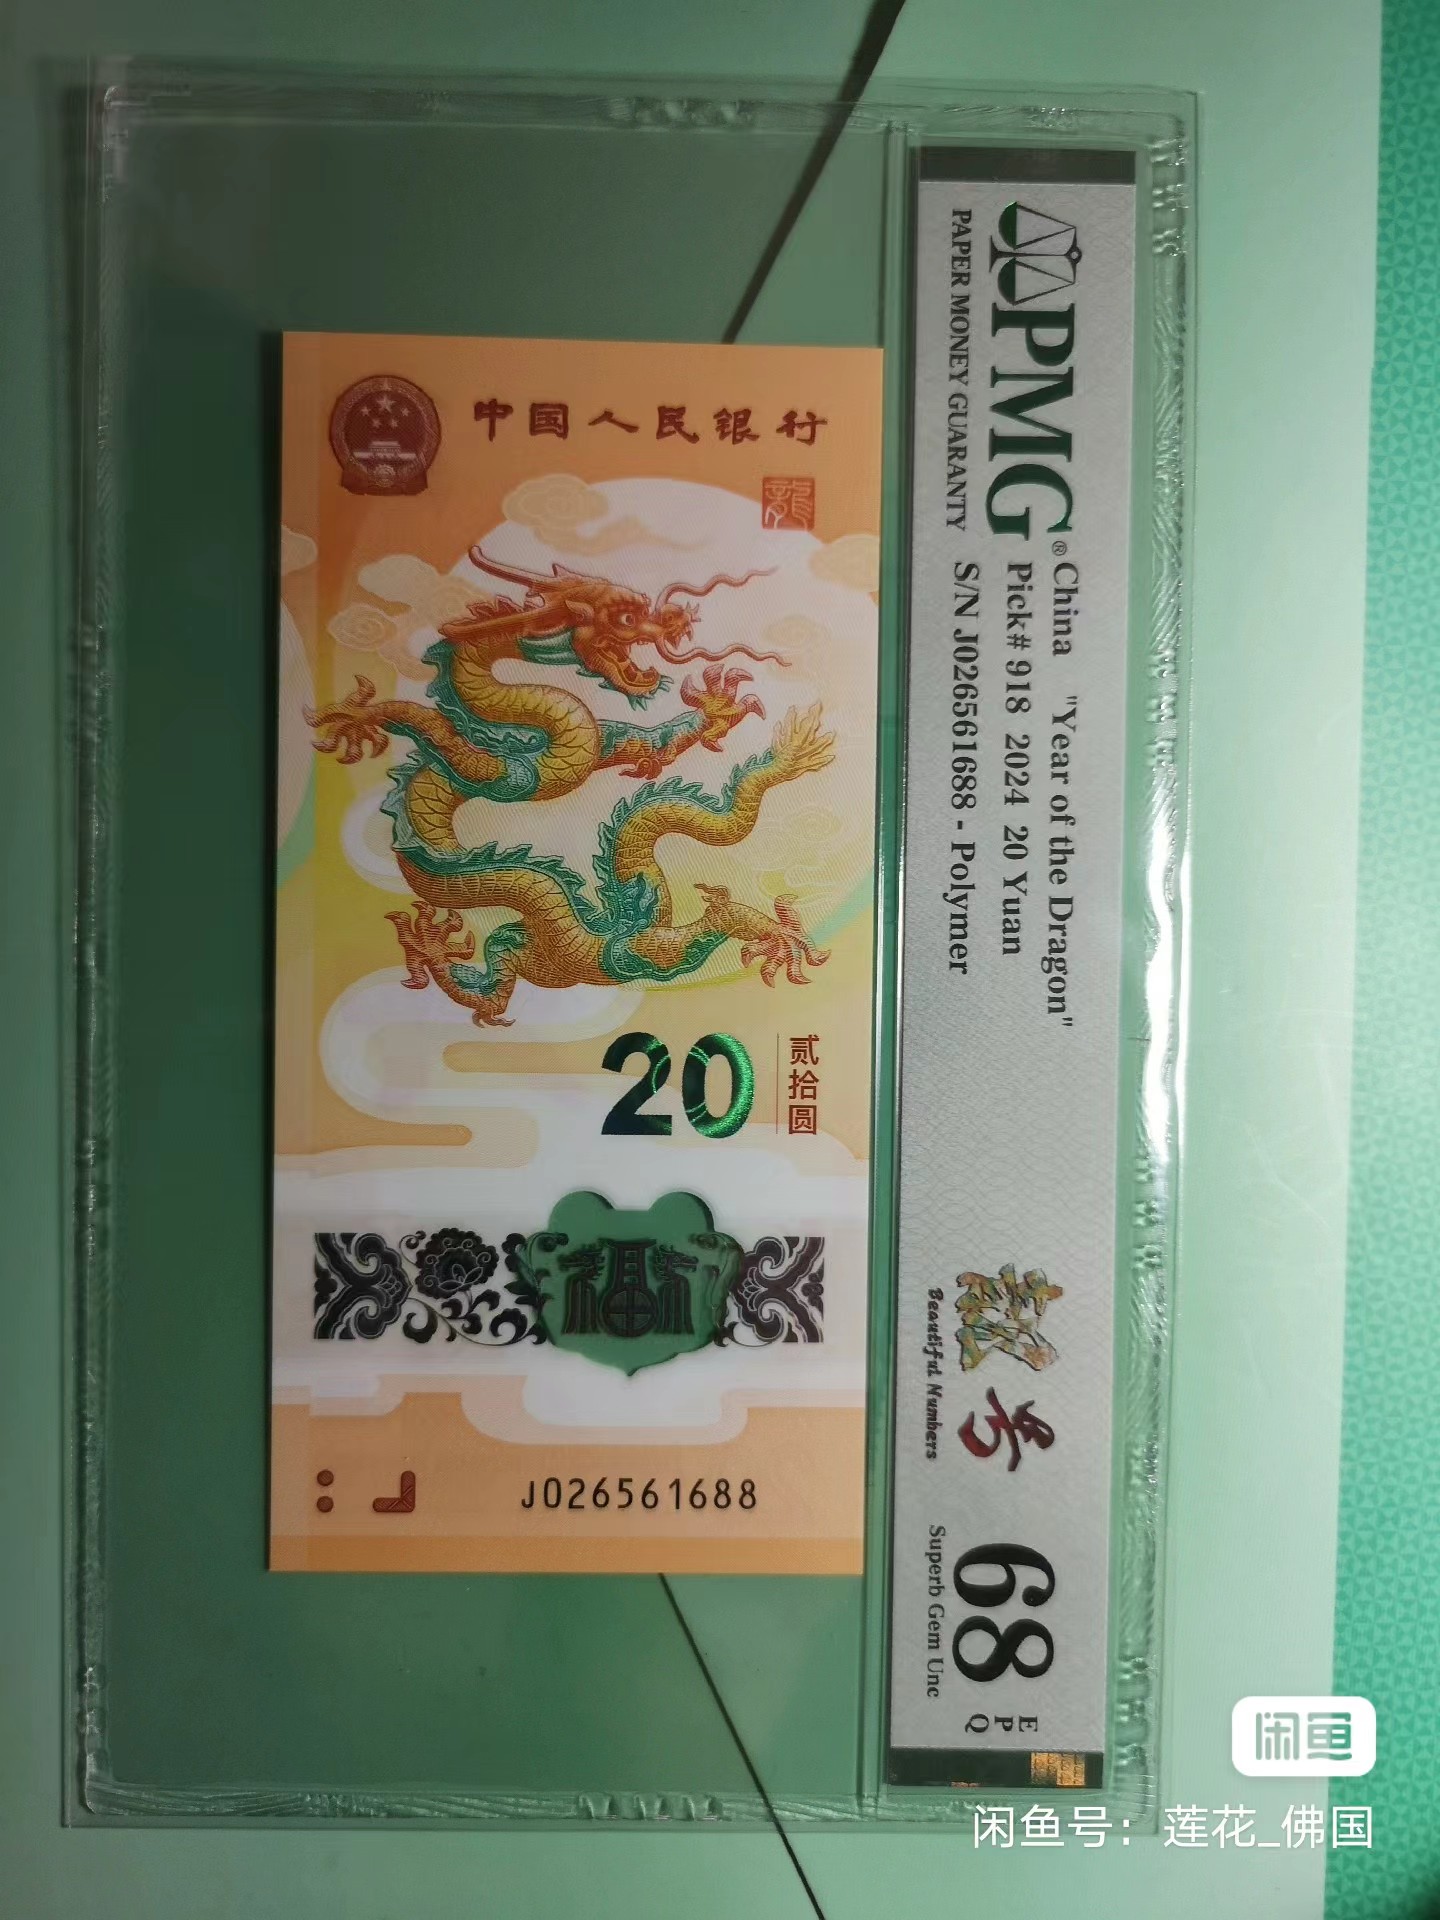 中国人民银行
龍
20
贰拾圆
福
J026561688
PMG®
PAPER MONEY GUARANTY
China "Year of the Dragon"
Pick# 918 2024 20 Yuan
S/N J026561688 - Polymer
靓号
Beautiful Numbers
68
Superb Gem Unc
EPQ
闲鱼
闲鱼号：莲花_佛国